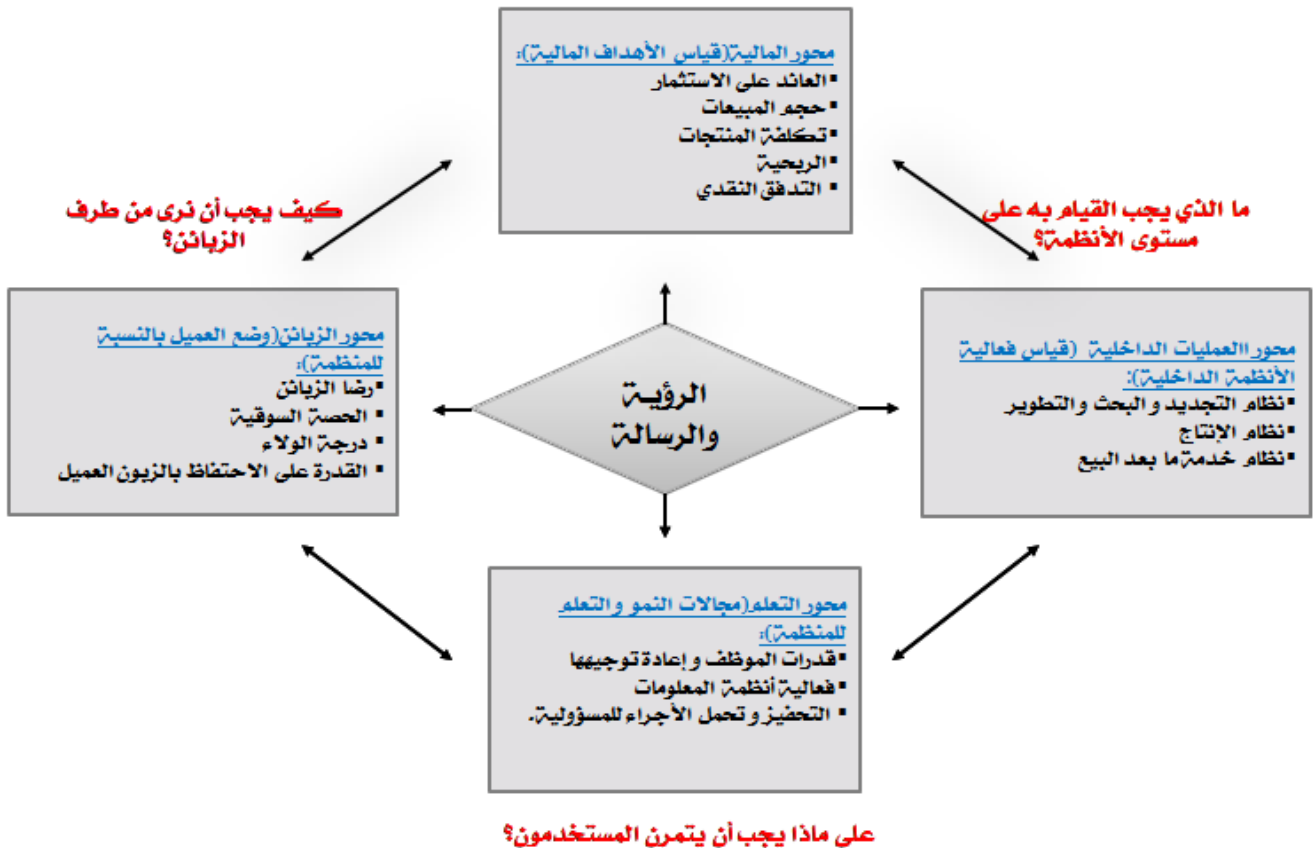 محور المالية(قياس الأهداف المالية):
▪العائد على الاستثمار
▪حجم المبيعات
▪تكلفة المنتجات
▪الربحية
▪ التدفق النقدي
ما الذي يجب القيام به على
مستوى الأنظمة؟
كيف يجب أن نرى من طرف
الزبائن؟
محور االعمليات الداخلية (قياس فعالية
الأنظمة الداخلية):
▪نظام التجديد و البحث و التطوير
▪نظام الإنتاج
▪نظام خدمة ما بعد البيع
الرؤية
والرسالة
محور الزبائن(وضع العميل بالنسبة
للمنظمة):
▪رضا الزبائن
▪ الحصة السوقية
▪ درجة الولاء
▪ القدرة على الاحتفاظ بالزبون العميل
محور التعلم(مجالات النمو و التعلم
للمنظمة):
▪قدرات الموظف و إعادة توجيهها
▪فعالية أنظمة المعلومات
▪ التحفيز و تحمل الأجراء للمسؤولية.
على ماذا يجب أن يتمرن المستخدمون؟